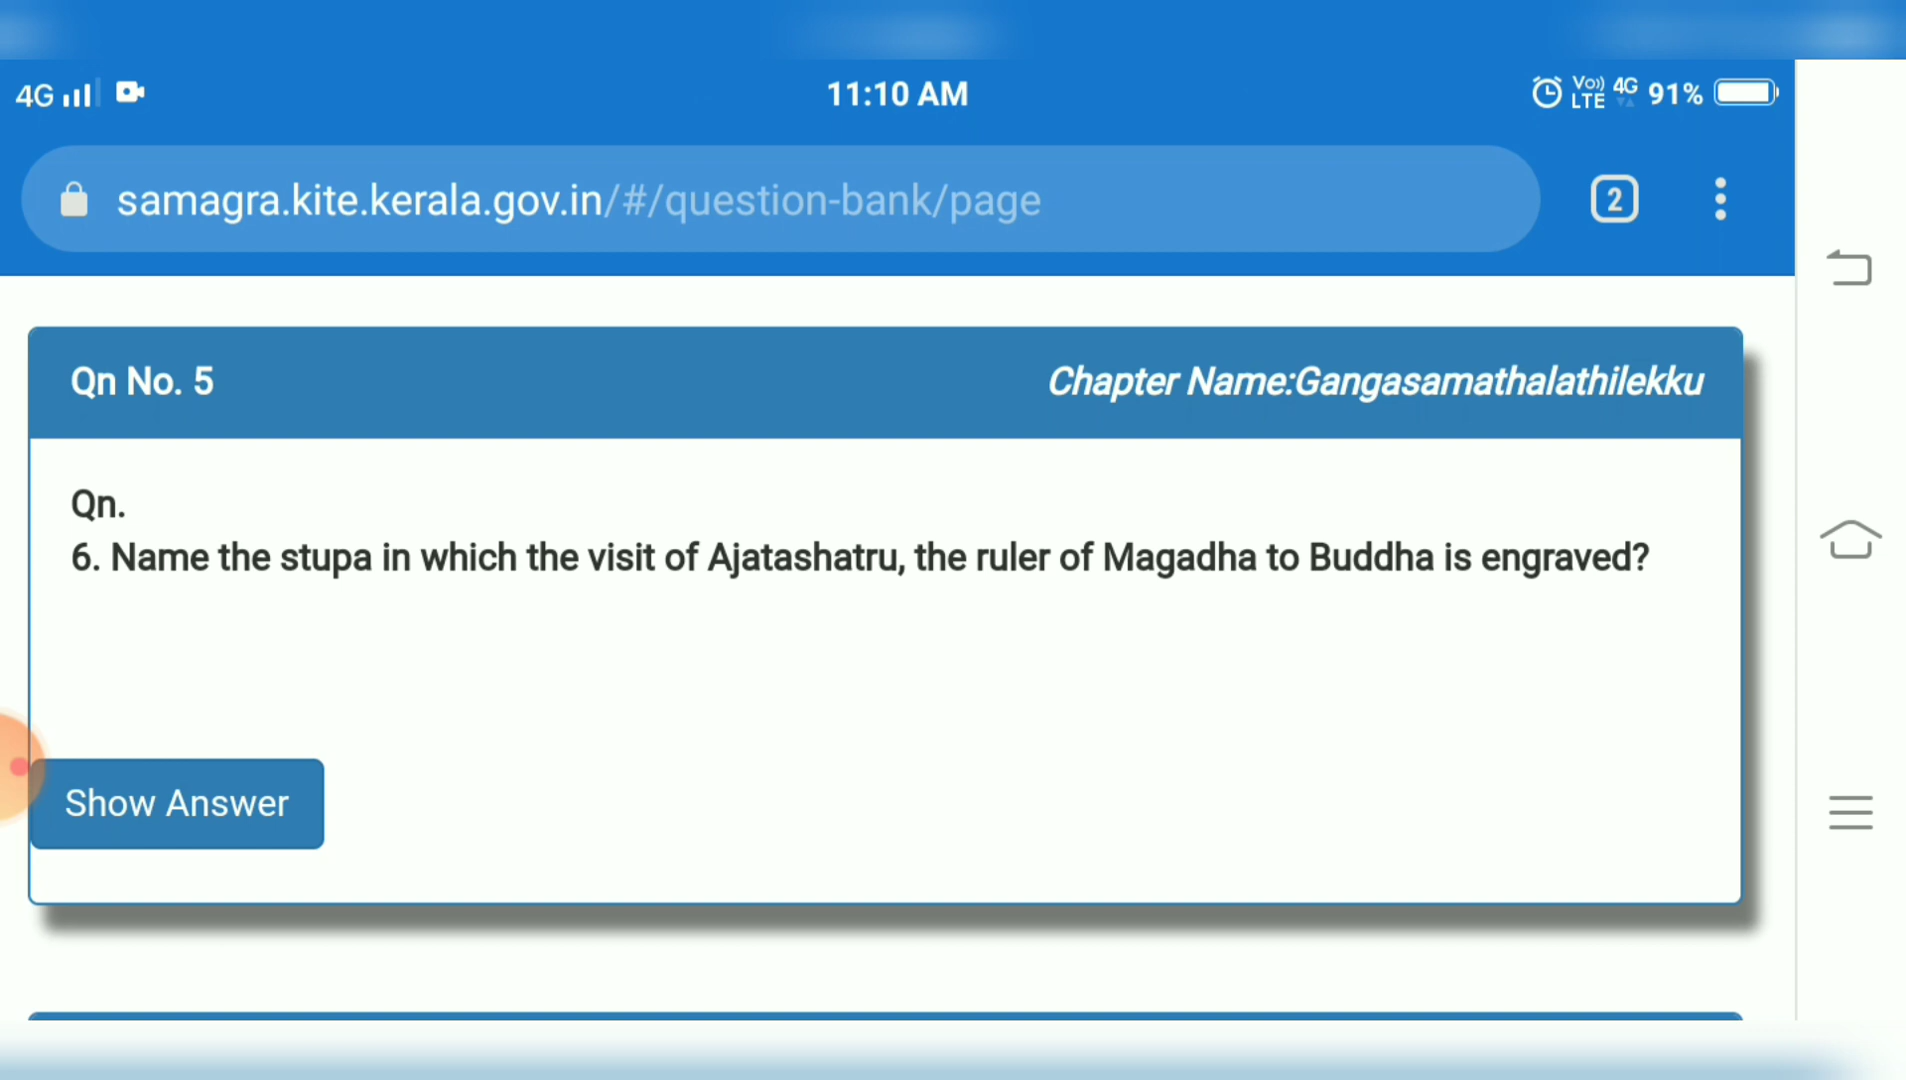 4G 11:10 AM Vo)) LTE 4G 91%
samagra.kite.kerala.gov.in/#/question-bank/page 2
Qn No. 5 Chapter Name:Gangasamathalathilekku
Qn.
6. Name the stupa in which the visit of Ajatashatru, the ruler of Magadha to Buddha is engraved?
Show Answer